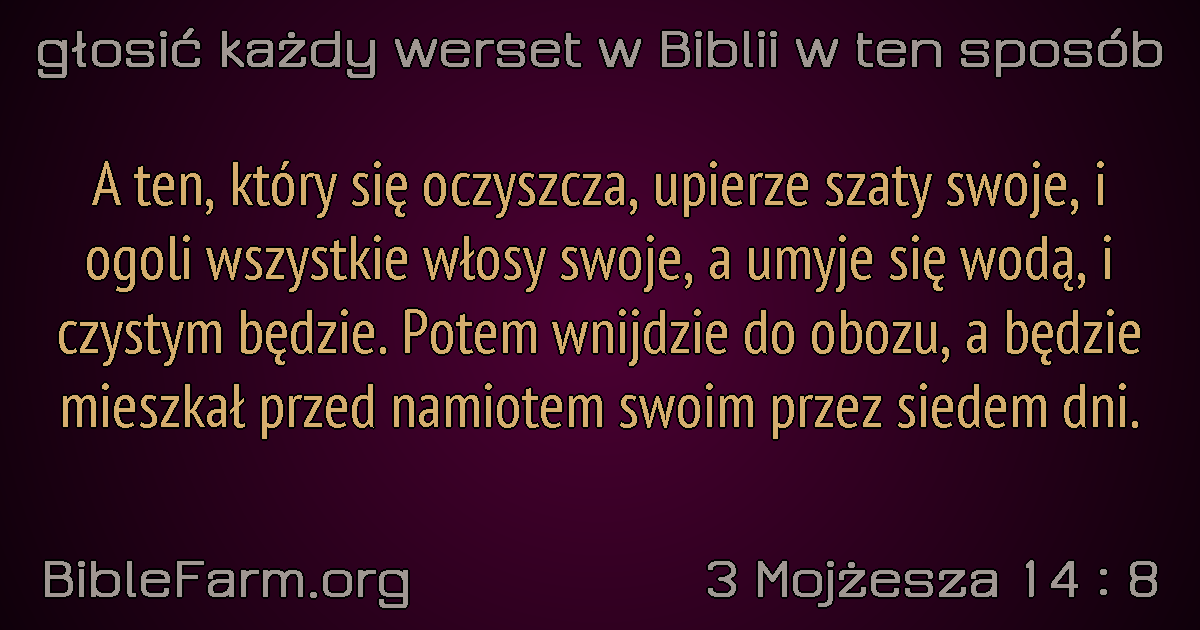 głosić każdy werset w Biblii w ten sposób
A ten, który się oczyszcza, upierze szaty swoje, i
ogoli wszystkie włosy swoje, a umyje się wodą, i
czystym będzie. Potem wnijdzie do obozu, a będzie
mieszkał przed namiotem swoim przez siedem dni.
BibleFarm.org
3 Mojżesza 14 : 8